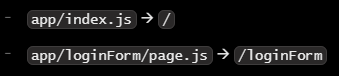 - app/index.js → /
- app/loginForm/page.js → /loginForm